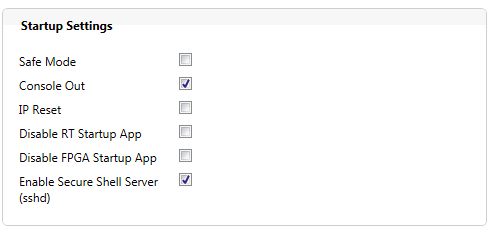 Startup Settings
Safe Mode
Console Out
IP Reset
Disable RT Startup App
Disable FPGA Startup App
Enable Secure Shell Server
(sshd)